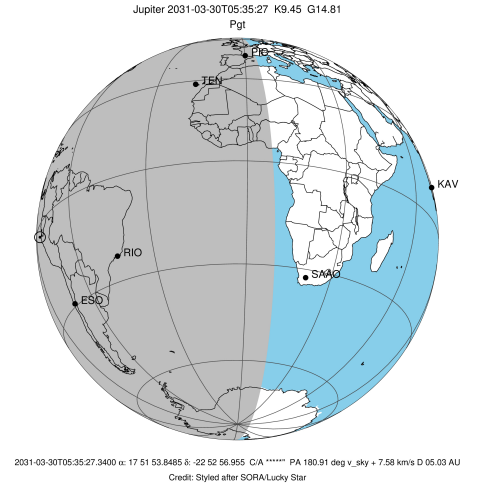 Jupiter 2031-03-30T05:35:27 K9.45 G14.81
Pgt
PIC
TEN
KAV
RIO
SAAO
ESO
2031-03-30T05:35:27.3400 α: 17 51 53.8485 δ: -22 52 56.955 C/A *****" PA 180.91 deg v_sky + 7.58 km/s D 05.03 AU
Credit: Styled after SORA/Lucky Star